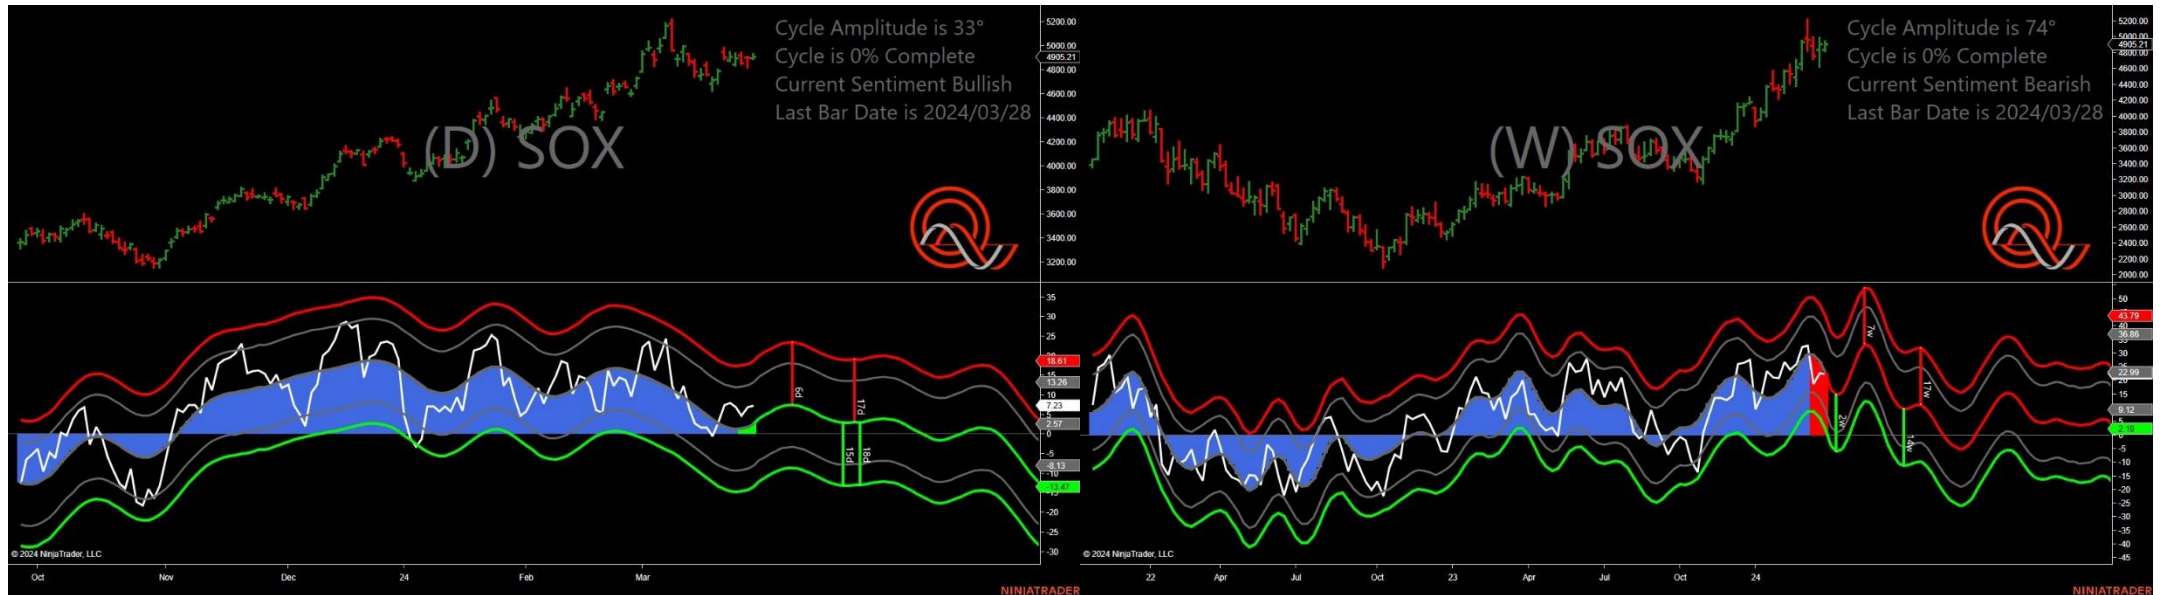 Cycle Amplitude is 33°
Cycle is 0% Complete
Current Sentiment Bullish
Last Bar Date is 2024/03/28
(D) SOX
5200.00
5000.00
4905.21
4800.00
4600.00
4400.00
4200.00
4000.00
3800.00
3600.00
3400.00
3200.00
35
30
25
18.61
15
13.26
10
7.23
2.57
0
-8.13
-10
-13.47
-20
-25
-30
6d
17d
15d
18d
© 2024 NinjaTrader, LLC
Oct
Nov
Dec
24
Feb
Mar
NINJATRADER
Cycle Amplitude is 74°
Cycle is 0% Complete
Current Sentiment Bearish
Last Bar Date is 2024/03/28
(W) SOX
5200.00
4905.21
4800.00
4600.00
4400.00
4200.00
4000.00
3800.00
3600.00
3400.00
3200.00
3000.00
2800.00
2600.00
2400.00
2200.00
2000.00
50
43.79
36.86
35
30
22.99
15
9.12
2.19
-5
-10
-15
-20
-25
-30
-35
-40
-45
7w
17w
2w
14w
© 2024 NinjaTrader, LLC
22
Apr
Jul
Oct
23
Apr
Jul
Oct
24
NINJATRADER